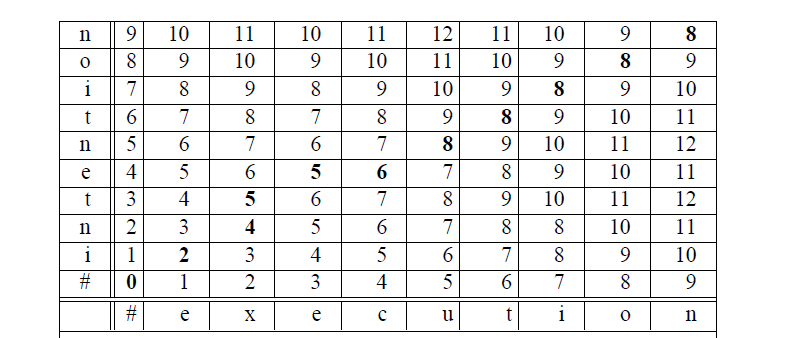 n 9 10 11 10 11 12 11 10 9 8
o 8 9 10 9 10 11 10 9 8 9
i 7 8 9 8 9 10 9 8 9 10
t 6 7 8 7 8 9 8 9 10 11
n 5 6 7 6 7 8 9 10 11 12
e 4 5 6 5 6 7 8 9 10 11
t 3 4 5 6 7 8 9 10 11 12
n 2 3 4 5 6 7 8 8 10 11
i 1 2 3 4 5 6 7 8 9 10
# 0 1 2 3 4 5 6 7 8 9
# e x e c u t i o n